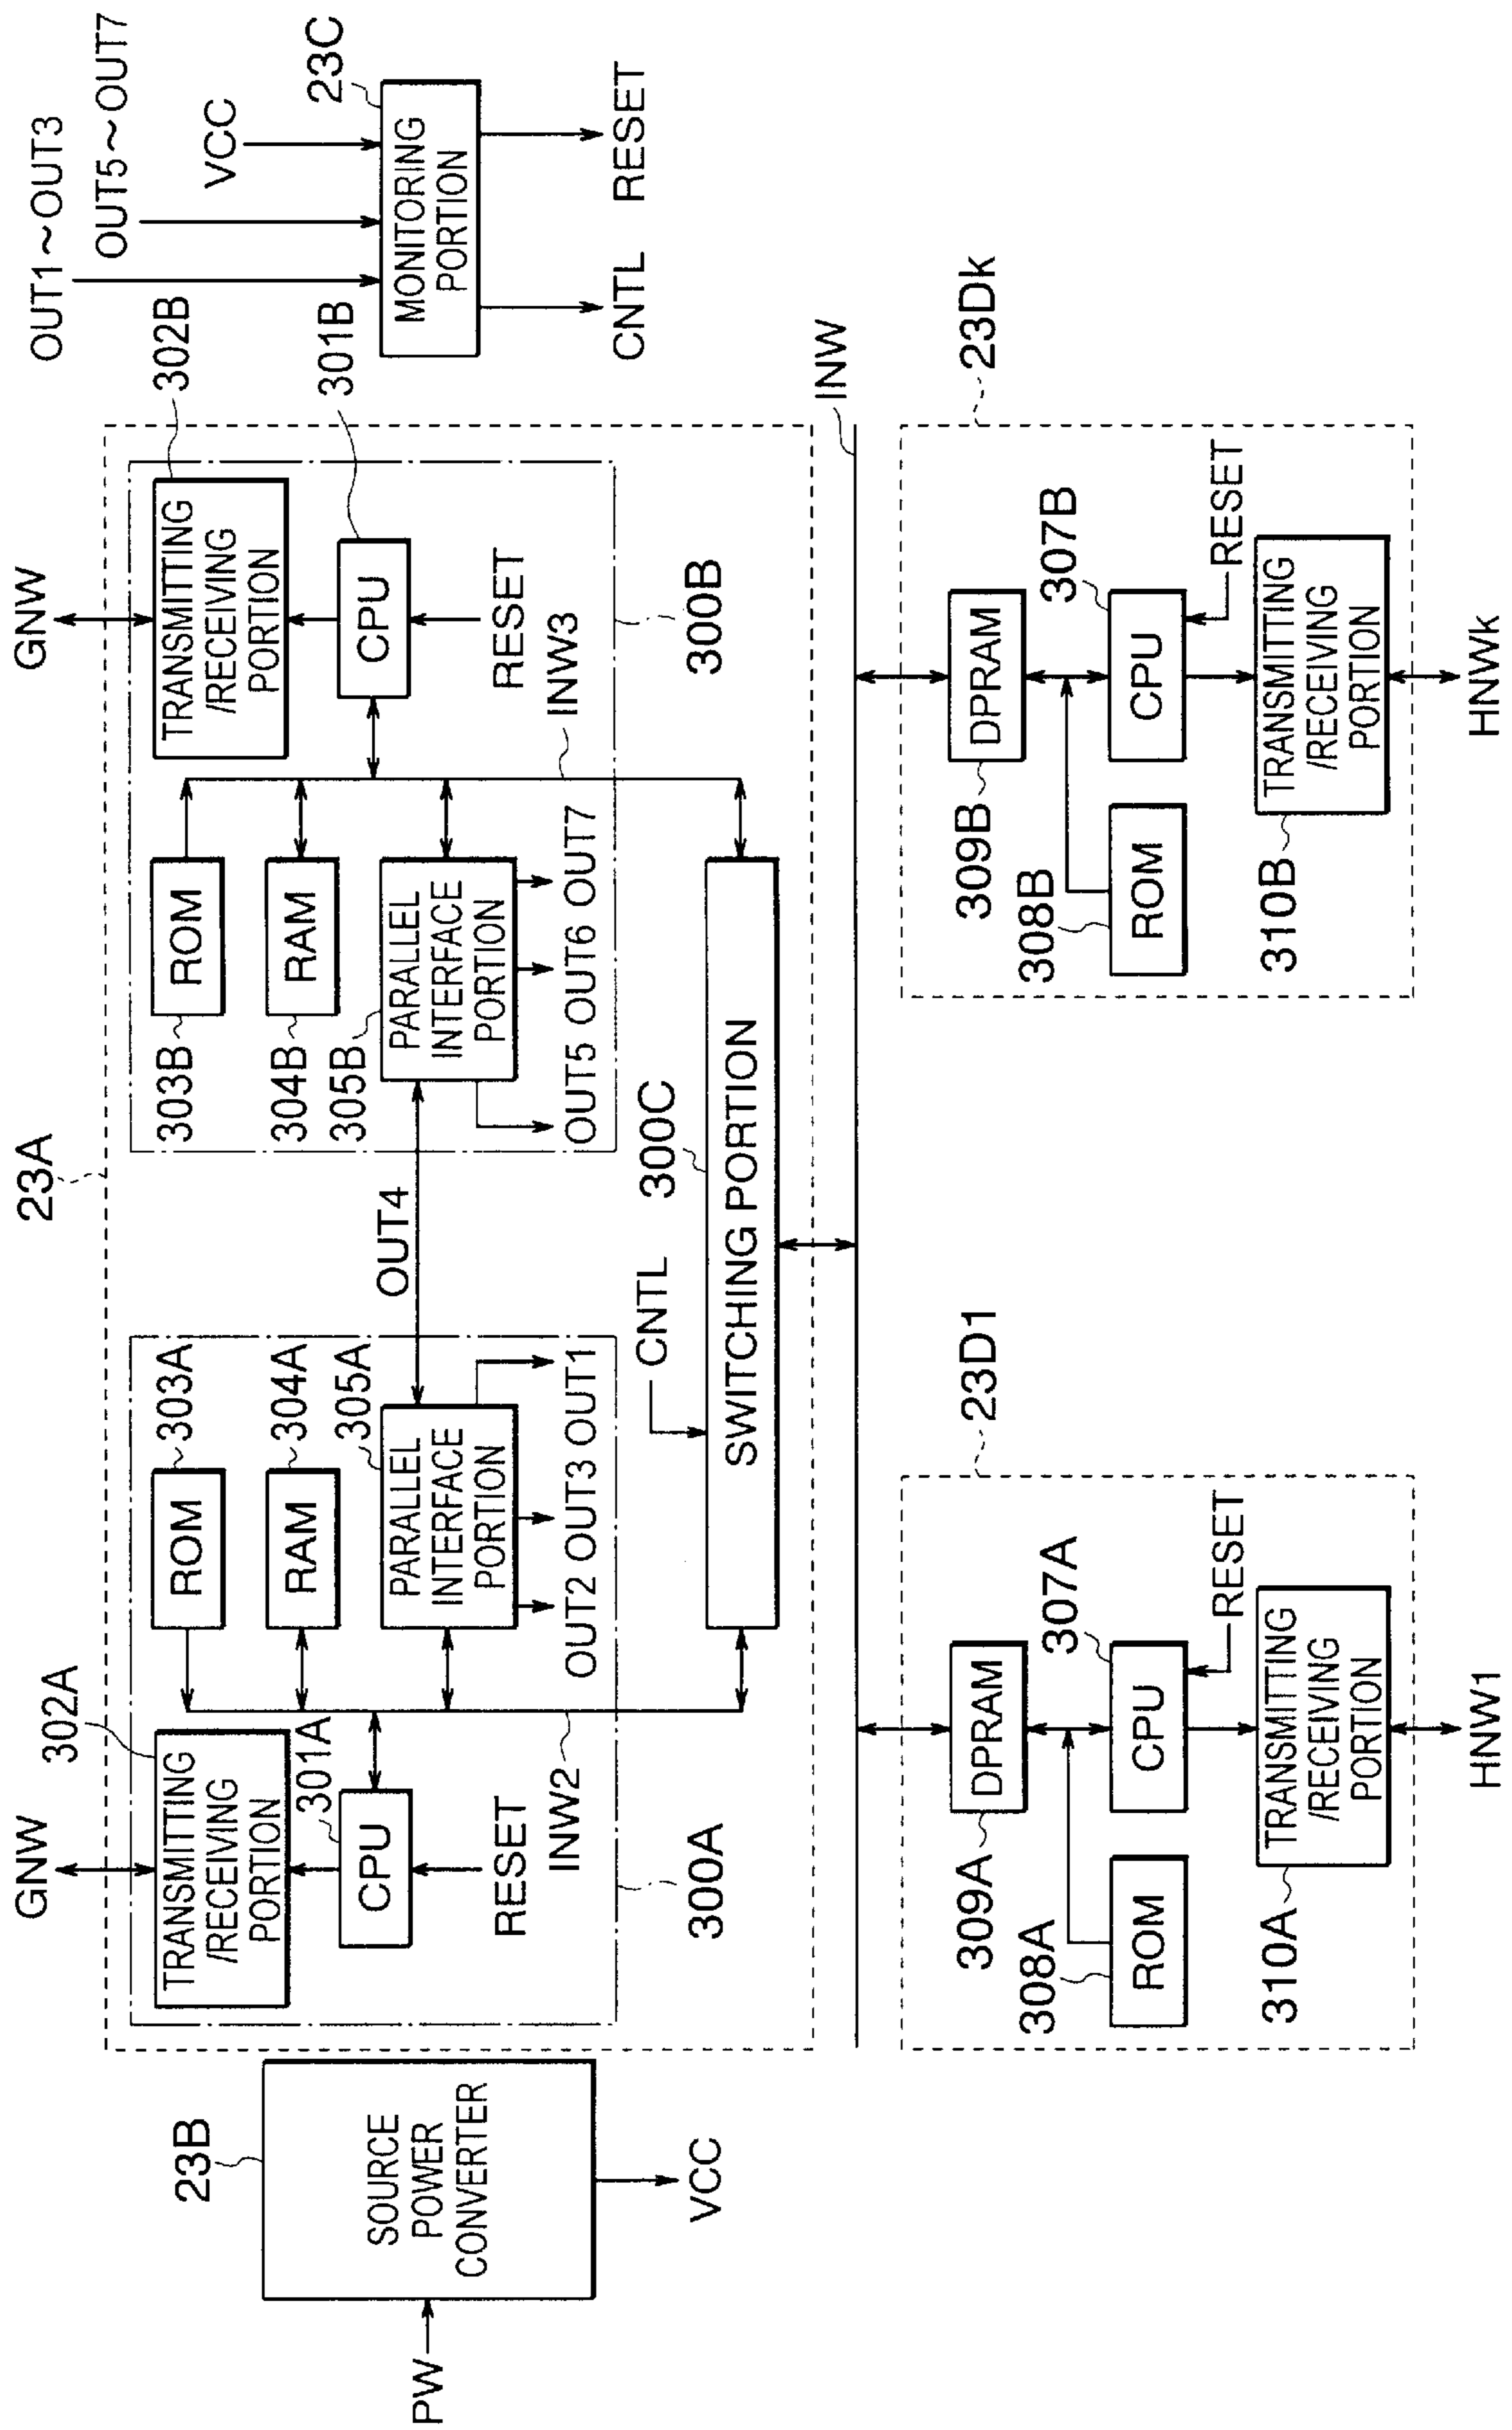 23A
GNW
302A
TRANSMITTING
/RECEIVING
PORTION
301A
CPU
RESET
INW2
300A
ROM
303A
RAM
304A
PARALLEL
INTERFACE
PORTION
305A
OUT2 OUT3 OUT1
OUT4
GNW
302B
TRANSMITTING
/RECEIVING
PORTION
301B
CPU
RESET
INW3
300B
303B
ROM
304B
RAM
305B
PARALLEL
INTERFACE
PORTION
OUT5 OUT6 OUT7
CNTL
300C
SWITCHING PORTION
23B
SOURCE
POWER
CONVERTER
PW
VCC
OUT1~OUT3
OUT5~OUT7
VCC
23C
MONITORING
PORTION
CNTL RESET
INW
23D1
309A
DPRAM
307A
CPU
308A
ROM
RESET
310A
TRANSMITTING
/RECEIVING
PORTION
HNW1
23Dk
309B
DPRAM
307B
CPU
308B
ROM
RESET
310B
TRANSMITTING
/RECEIVING
PORTION
HNWk